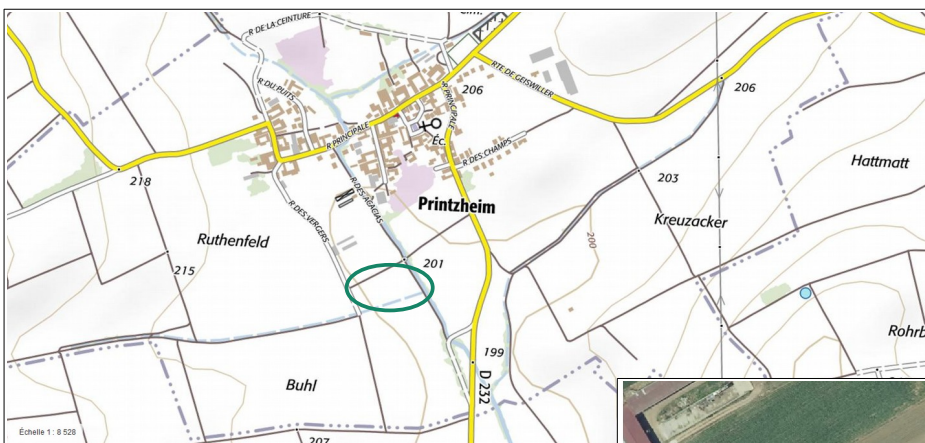 R DE LA CEINTURE
R DU PUITS
RTE DE GEISWILLER
206
R PRINCIPALE
206
R PRINCIPALE
Éc.
R DES CHAMPS
218
203
Hattmatt
R DES ACACIAS
Printzheim
Kreuzacker
R DES VERGERS
Ruthenfeld
200
215
201
Rohrb
199
Buhl
D 232
Échelle 1 : 8 528
207